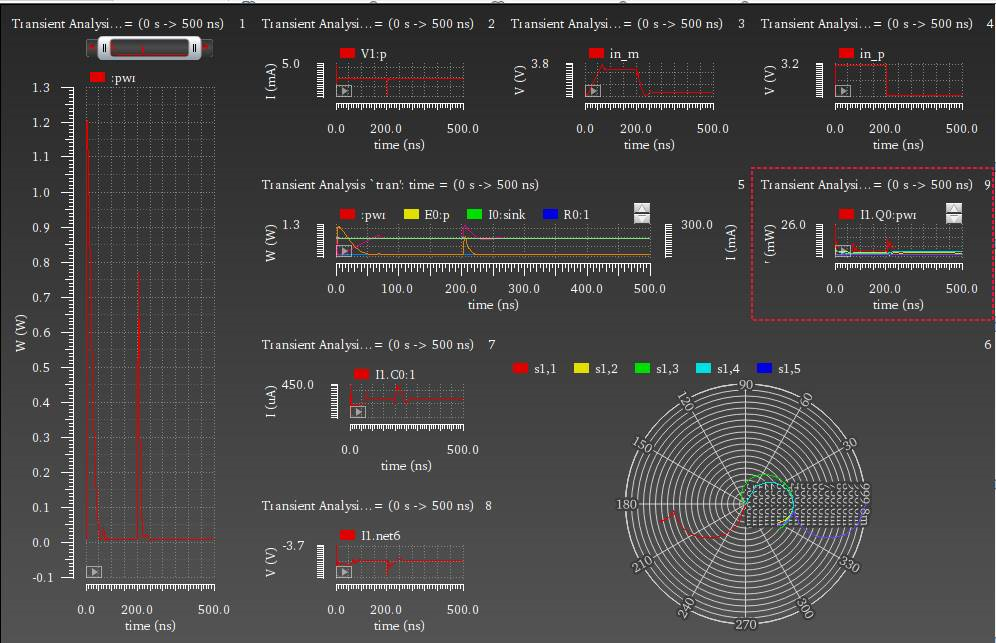 Transient Analysi... = (0 s -> 500 ns) 1
:pwr
1.3
1.2
1.1
1.0
0.9
0.8
0.7
0.6
0.5
0.4
0.3
0.2
0.1
0.0
-0.1
W (W)
0.0 200.0 500.0
time (ns)
Transient Analysi... = (0 s -> 500 ns) 2
V1:p
5.0
I (mA)
0.0 200.0 500.0
time (ns)
Transient Analysi... = (0 s -> 500 ns) 3
in_m
3.8
V (V)
0.0 200.0 500.0
time (ns)
Transient Analysi... = (0 s -> 500 ns) 4
in_p
3.2
V (V)
0.0 200.0 500.0
time (ns)
Transient Analysis `tran': time = (0 s -> 500 ns) 5
:pwr E0:p I0:sink R0:1
1.3 300.0
W (W) I (mA)
0.0 100.0 200.0 300.0 400.0 500.0
time (ns)
Transient Analysi... = (0 s -> 500 ns) 9
I1.Q0:pwr
26.0
(mW)
0.0 200.0 500.0
time (ns)
Transient Analysi... = (0 s -> 500 ns) 7
I1.C0:1
450.0
I (uA)
0.0 500.0
time (ns)
Transient Analysi... = (0 s -> 500 ns) 8
I1.net6
-3.7
V (V)
0.0 200.0 500.0
time (ns)
6
s1,1 s1,2 s1,3 s1,4 s1,5
90
120 60
150 30
180
210 330
240 300
270